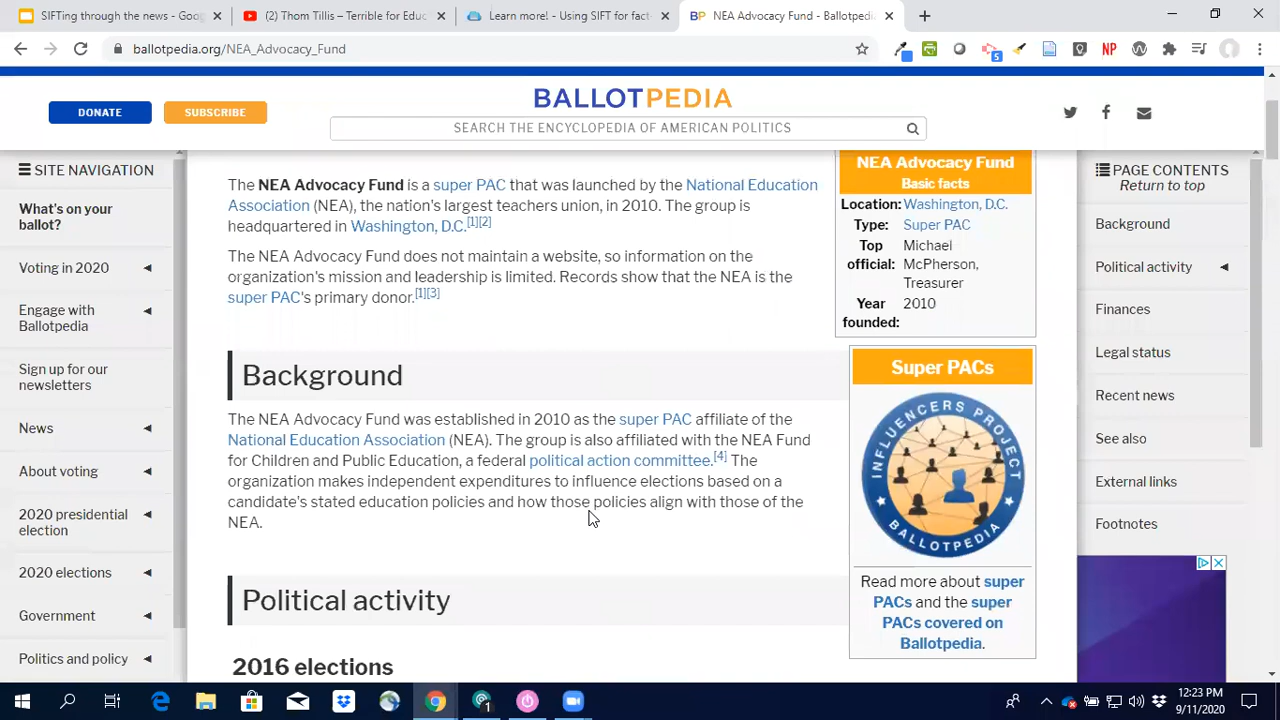 SIFTing through the news - Goog
(2) Thom Tillis – Terrible for Educ
Learn more! - Using SIFT for fact-
BP NEA Advocacy Fund - Ballotpedi
ballotpedia.org/NEA_Advocacy_Fund
5
NP
DONATE
SUBSCRIBE
BALLOTPEDIA
SEARCH THE ENCYCLOPEDIA OF AMERICAN POLITICS
SITE NAVIGATION
What's on your
ballot?
Voting in 2020
Engage with
Ballotpedia
Sign up for our
newsletters
News
About voting
2020 presidential
election
2020 elections
Government
Politics and policy
The NEA Advocacy Fund is a super PAC that was launched by the National Education
Association (NEA), the nation's largest teachers union, in 2010. The group is
headquartered in Washington, D.C.[1][2]
The NEA Advocacy Fund does not maintain a website, so information on the
organization's mission and leadership is limited. Records show that the NEA is the
super PAC's primary donor.[1][3]
Background
The NEA Advocacy Fund was established in 2010 as the super PAC affiliate of the
National Education Association (NEA). The group is also affiliated with the NEA Fund
for Children and Public Education, a federal political action committee.[4] The
organization makes independent expenditures to influence elections based on a
candidate's stated education policies and how those policies align with those of the
NEA.
Political activity
2016 elections
NEA Advocacy Fund
Basic facts
Location: Washington, D.C.
Type: Super PAC
Top Michael
official: McPherson,
Treasurer
Year 2010
founded:
Super PACs
INFLUENCERS PROJECT
BALLOTPEDIA
Read more about super
PACs and the super
PACs covered on
Ballotpedia.
PAGE CONTENTS
Return to top
Background
Political activity
Finances
Legal status
Recent news
See also
External links
Footnotes
1
12:23 PM
9/11/2020